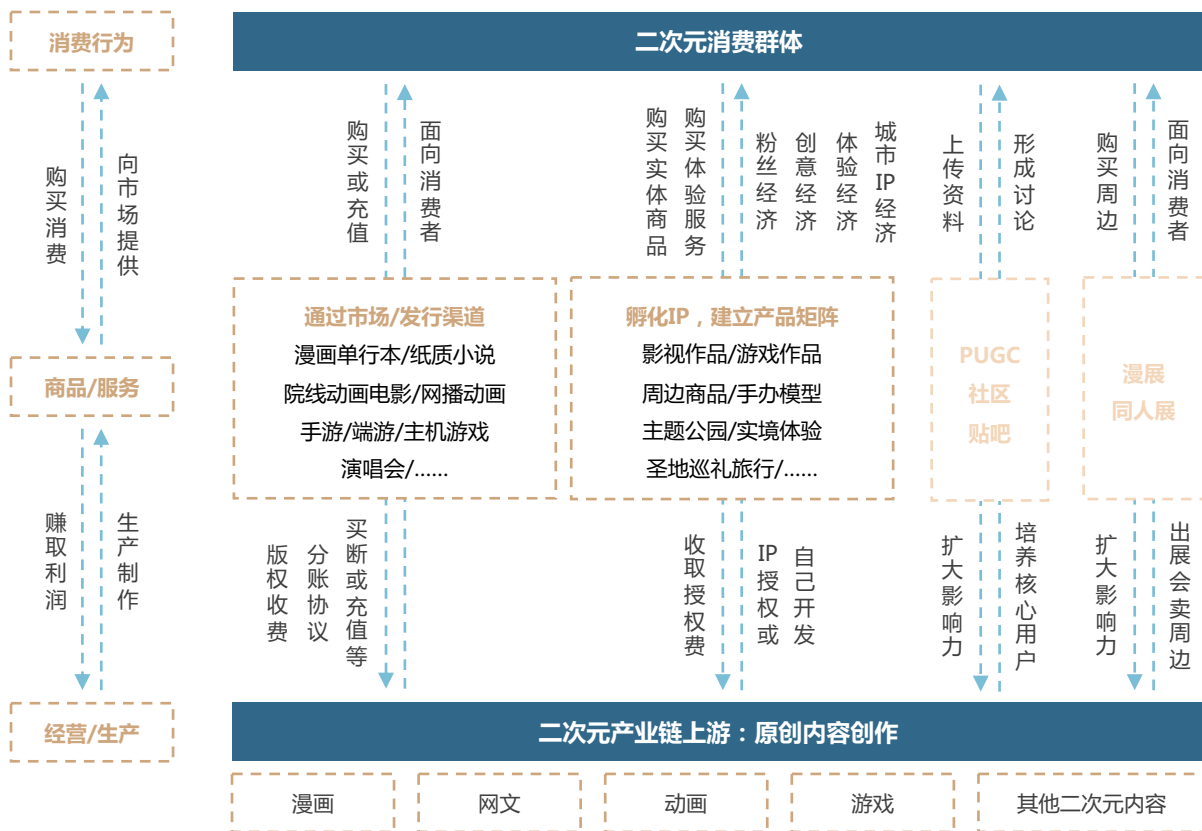 消费行为
二次元消费群体
购买消费
向市场提供
购买或充值
面向消费者
购买实体商品
购买体验服务
粉丝经济
创意经济
体验经济
城市IP经济
上传资料
形成讨论
购买周边
面向消费者
商品/服务
通过市场/发行渠道
漫画单行本/纸质小说
院线动画电影/网播动画
手游/端游/主机游戏
演唱会/......
孵化IP，建立产品矩阵
影视作品/游戏作品
周边商品/手办模型
主题公园/实境体验
圣地巡礼旅行/......
PUGC
社区
贴吧
漫展
同人展
赚取利润
生产制作
版权收费
分账协议
买断或充值等
收取授权费
IP授权或
自己开发
扩大影响力
培养核心用户
扩大影响力
出展会卖周边
经营/生产
二次元产业链上游：原创内容创作
漫画
网文
动画
游戏
其他二次元内容